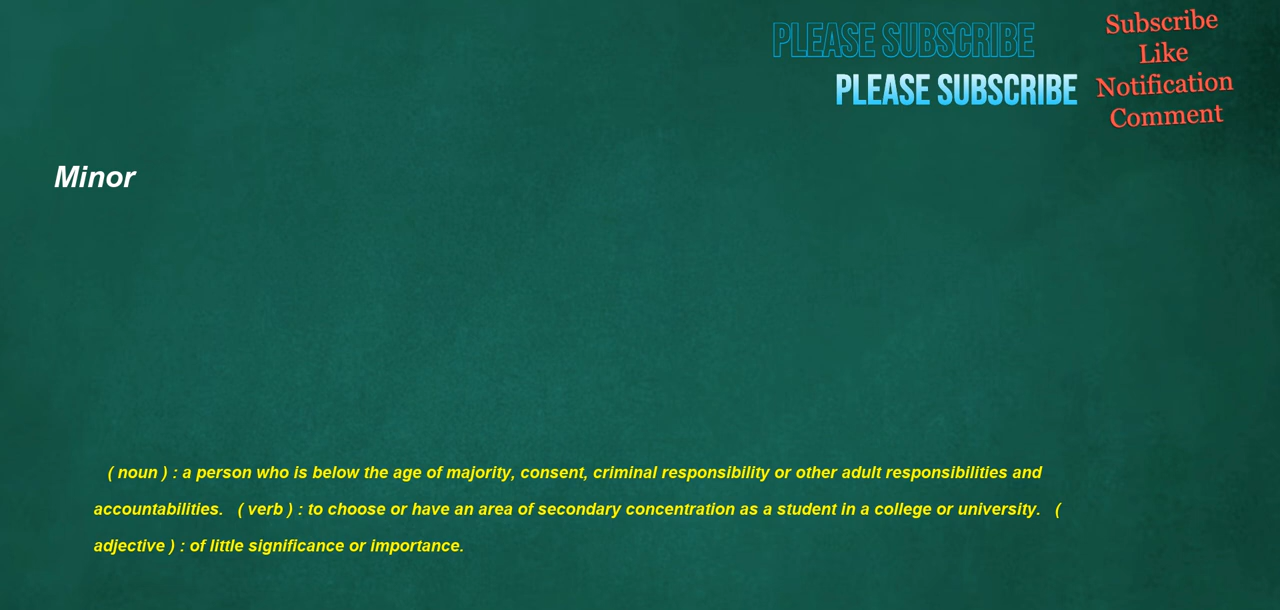 PLEASE SUBSCRIBE
PLEASE SUBSCRIBE
Subscribe
Like
Notification
Comment
Minor
( noun ) : a person who is below the age of majority, consent, criminal responsibility or other adult responsibilities and
accountabilities.   ( verb ) : to choose or have an area of secondary concentration as a student in a college or university.   (
adjective ) : of little significance or importance.